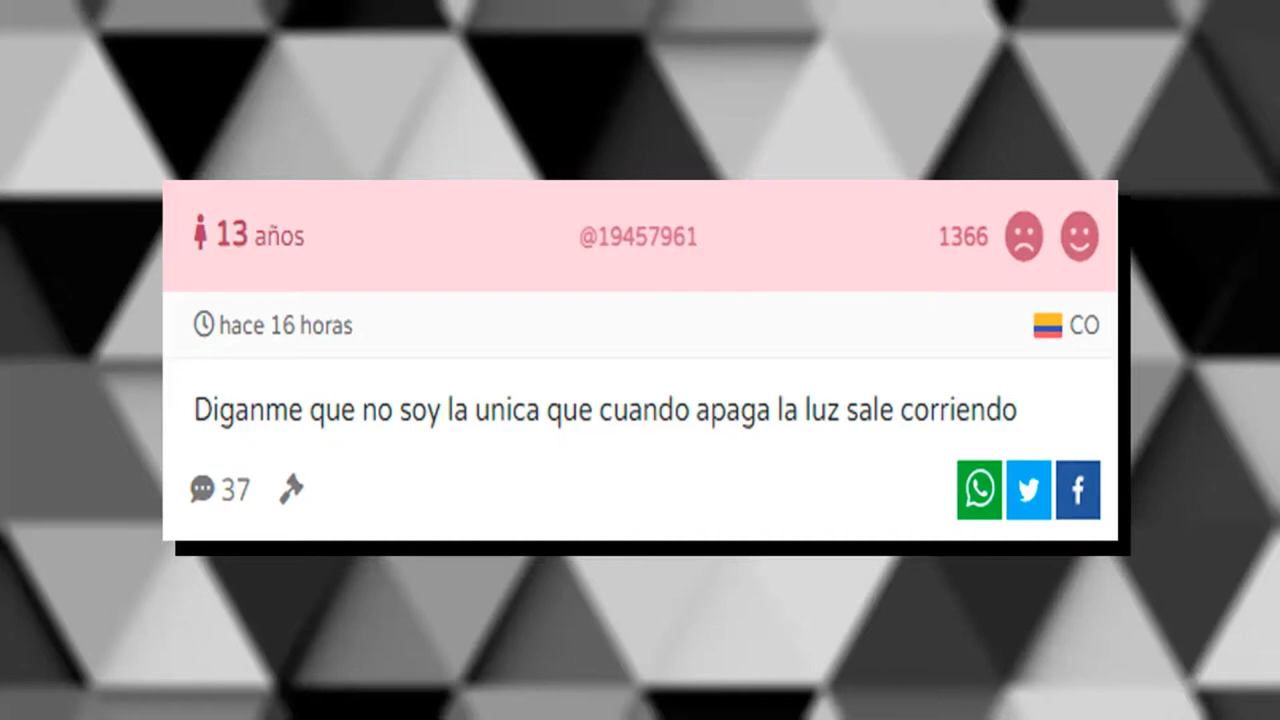 13 años @19457961 1366
hace 16 horas CO
Diganme que no soy la unica que cuando apaga la luz sale corriendo
37